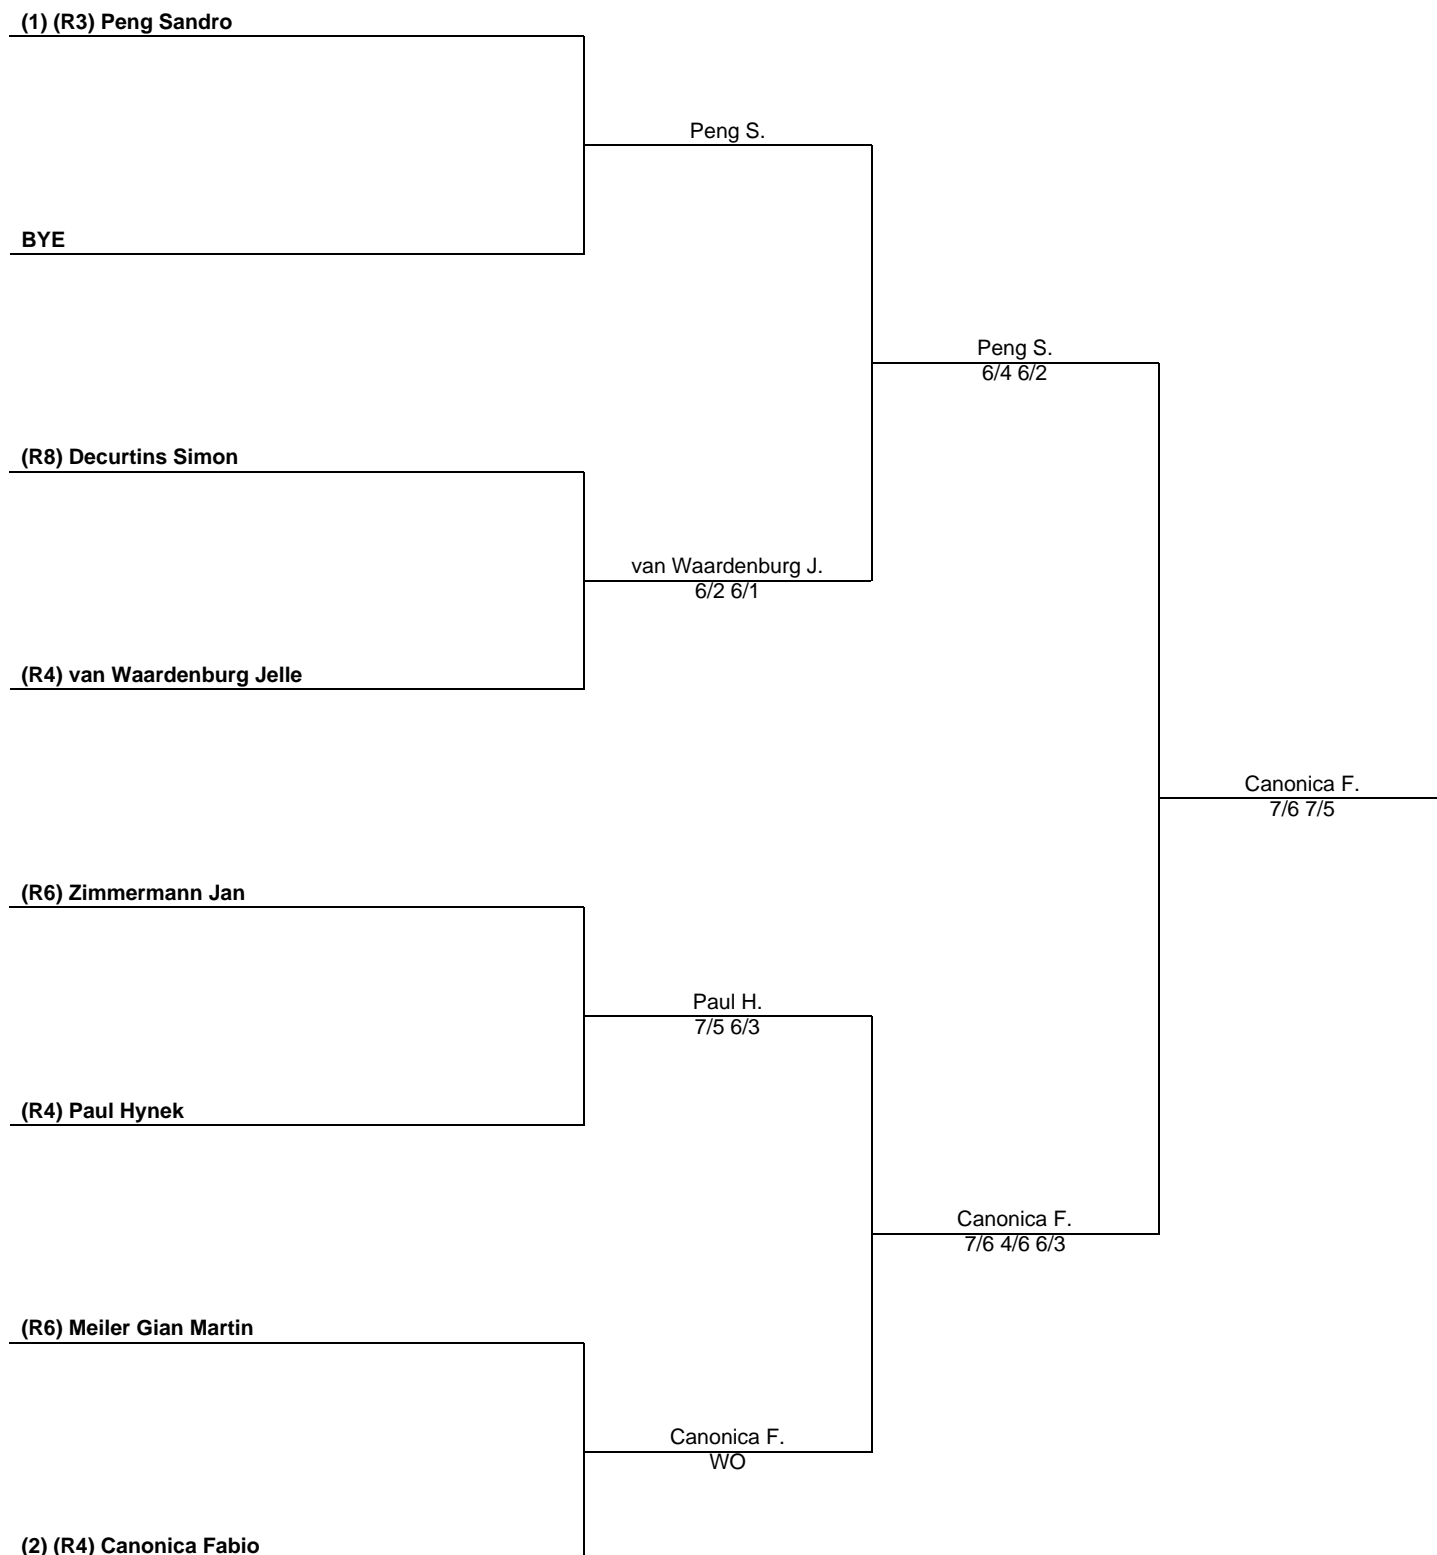 (1) (R3) Peng Sandro
Peng S.
BYE
Peng S.
6/4 6/2
(R8) Decurtins Simon
van Waardenburg J.
6/2 6/1
(R4) van Waardenburg Jelle
Canonica F.
7/6 7/5
(R6) Zimmermann Jan
Paul H.
7/5 6/3
(R4) Paul Hynek
Canonica F.
7/6 4/6 6/3
(R6) Meiler Gian Martin
Canonica F.
WO
(2) (R4) Canonica Fabio